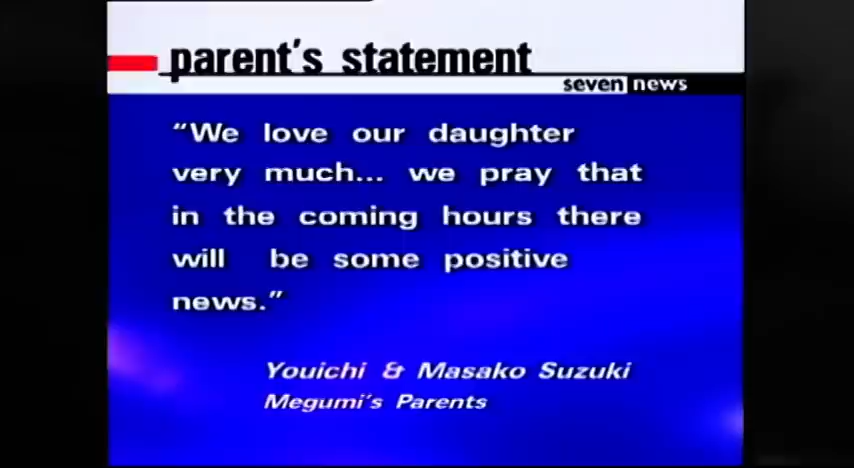 parent's statement
seven news
“We love our daughter
very much... we pray that
in the coming hours there
will be some positive
news.”
Youichi & Masako Suzuki
Megumi's Parents